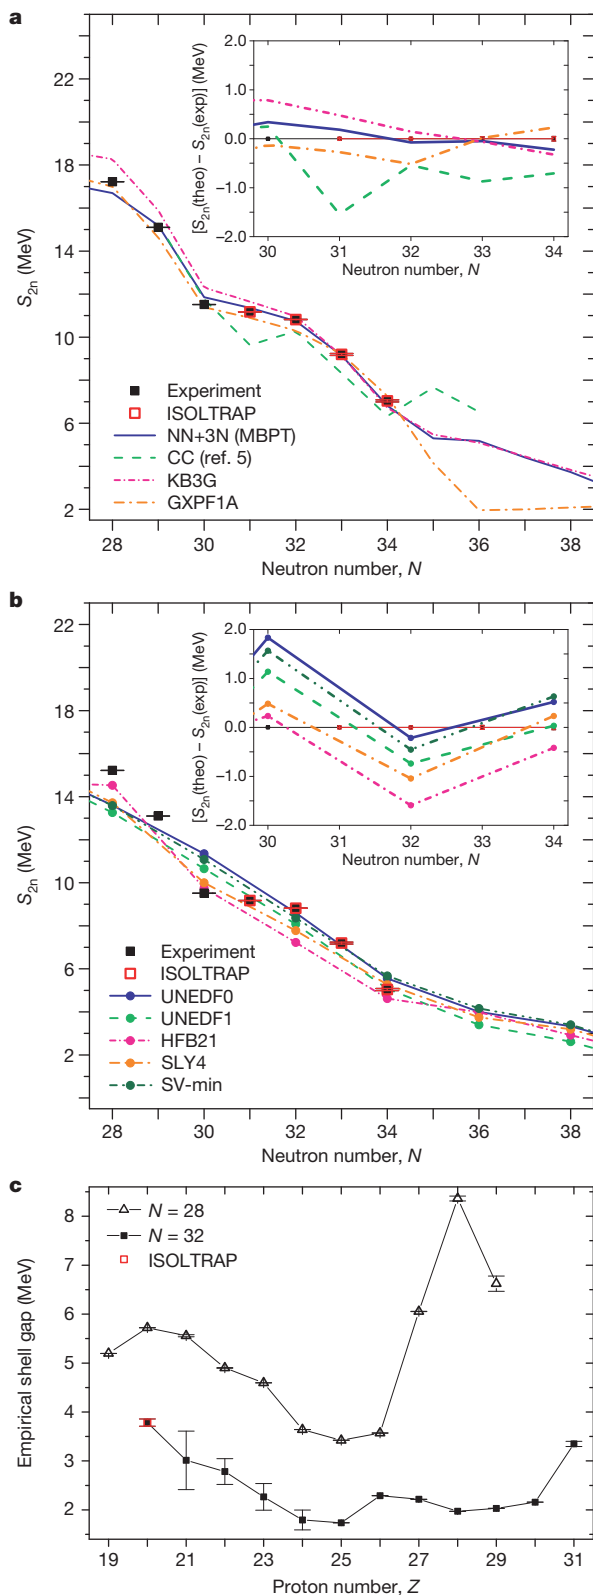 a
22
18
14
10
6
2
S2n (MeV)
28 30 32 34 36 38
Neutron number, N
Experiment
ISOLTRAP
NN+3N (MBPT)
CC (ref. 5)
KB3G
GXPF1A
2.0
1.0
0.0
−1.0
−2.0
[S2n(theo) − S2n(exp)] (MeV)
30 31 32 33 34
Neutron number, N
b
22
18
14
10
6
2
S2n (MeV)
28 30 32 34 36 38
Neutron number, N
Experiment
ISOLTRAP
UNEDF0
UNEDF1
HFB21
SLY4
SV-min
2.0
1.0
0.0
−1.0
−2.0
[S2n(theo) − S2n(exp)] (MeV)
30 31 32 33 34
Neutron number, N
c
8
7
6
5
4
3
2
Empirical shell gap (MeV)
N = 28
N = 32
ISOLTRAP
19 21 23 25 27 29 31
Proton number, Z